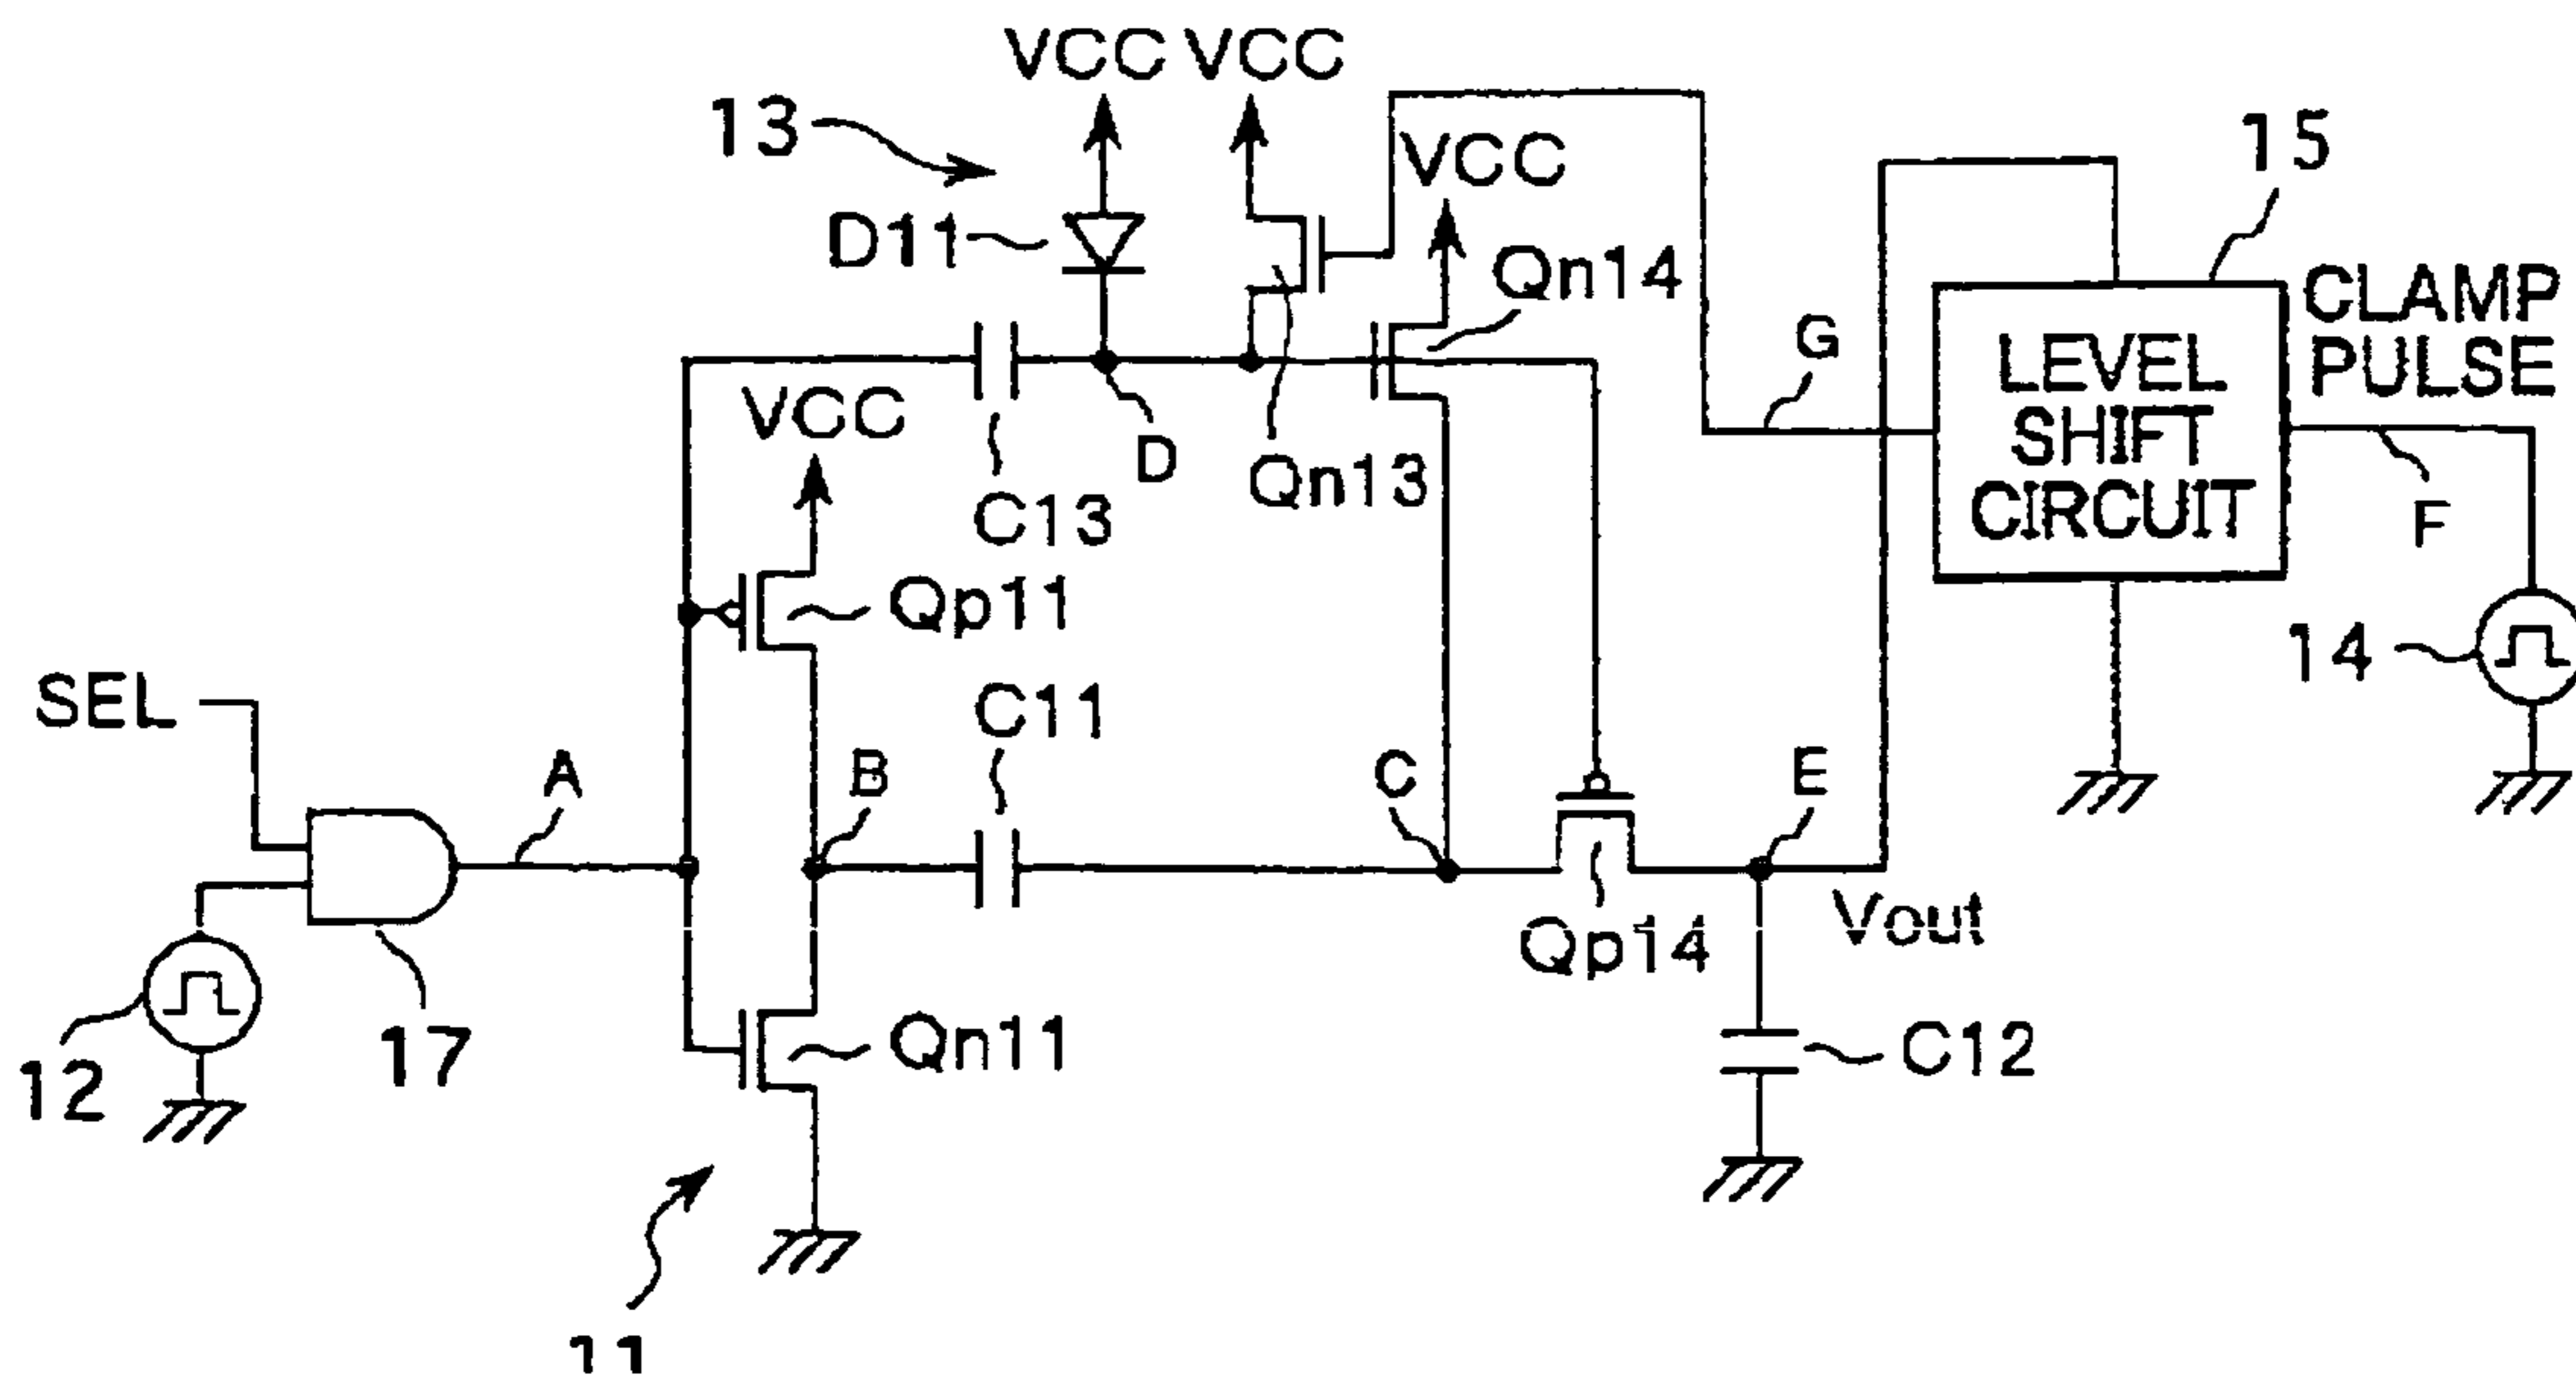 VCC VCC
13
VCC
15
D11
Qn14
CLAMP
PULSE
G
LEVEL
SHIFT
CIRCUIT
VCC
D
Qn13
C13
F
Qp11
14
SEL
C11
A
B
C
E
Vout
Qp14
12
17
Qn11
C12
11